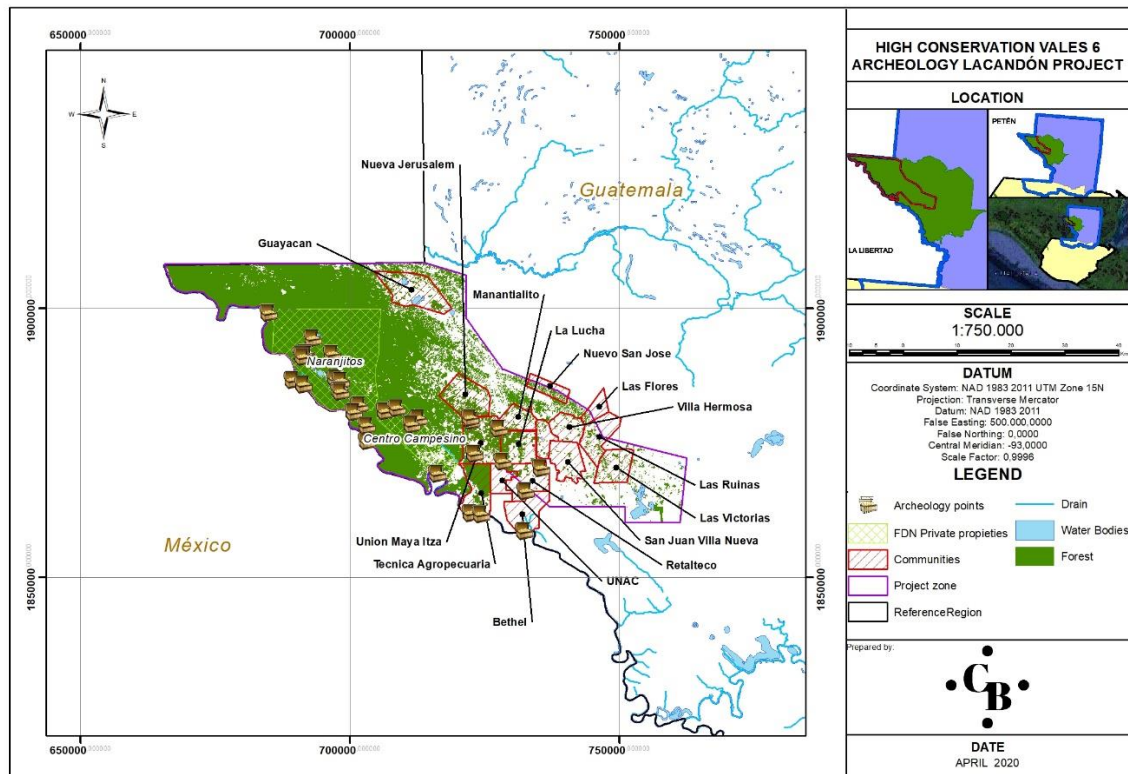 650000
700000
750000
HIGH CONSERVATION VALES 6
ARCHEOLOGY LACANDÓN PROJECT
LOCATION
PETÉN
LA LIBERTAD
N
W
E
S
Nueva Jerusalem
Guatemala
Guayacan
Manantialito
La Lucha
Nuevo San Jose
Las Flores
Villa Hermosa
Naranjitos
Centro Campesino
Las Ruinas
Las Victorias
San Juan Villa Nueva
Union Maya Itza
Tecnica Agropecuaria
Retalteco
UNAC
Bethel
México
1900000
1900000
1850000
1850000
650000
700000
750000
SCALE
1:750.000
DATUM
Coordinate System: NAD 1983 2011 UTM Zone 15N
Projection: Transverse Mercator
Datum: NAD 1983 2011
False Easting: 500.000,0000
False Northing: 0,0000
Central Meridian: -93,0000
Scale Factor: 0,9996
LEGEND
Archeology points
FDN Private propieties
Communities
Project zone
ReferenceRegion
Drain
Water Bodies
Forest
Prepared by:
CB
DATE
APRIL 2020